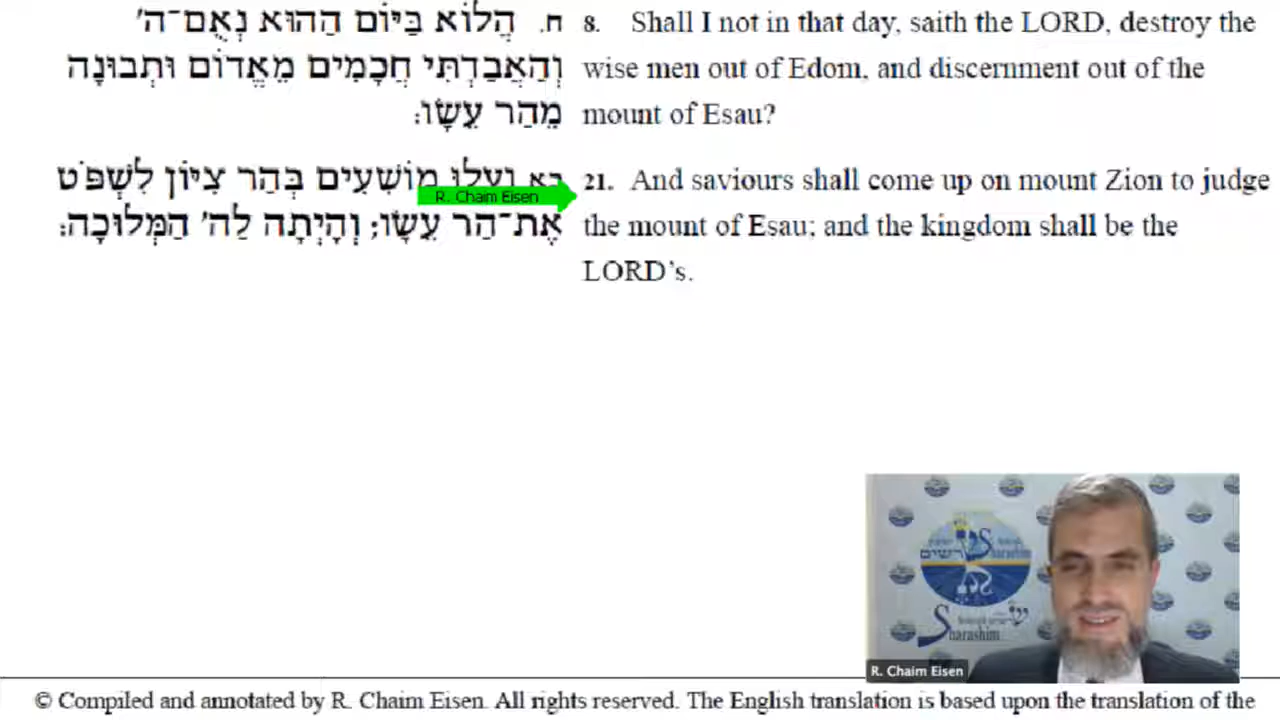 ח. הֲלוֹא בַּיּוֹם הַהוּא נְאֻם־ה'
וְהַאֲבַדְתִּי חֲכָמִים מֵאֱדוֹם וּתְבוּנָה
מֵהַר עֵשָׂו:
8. Shall I not in that day, saith the LORD, destroy the
wise men out of Edom, and discernment out of the
mount of Esau?
כא וְעָלוּ מוֹשִׁעִים בְּהַר צִיּוֹן לִשְׁפֹּט
אֶת־הַר עֵשָׂו; וְהָיְתָה לַה' הַמְּלוּכָה:
R. Chaim Eisen
21. And saviours shall come up on mount Zion to judge
the mount of Esau; and the kingdom shall be the
LORD's.
שרשים
Sharashim
Sharashim
R. Chaim Eisen
© Compiled and annotated by R. Chaim Eisen. All rights reserved. The English translation is based upon the translation of the